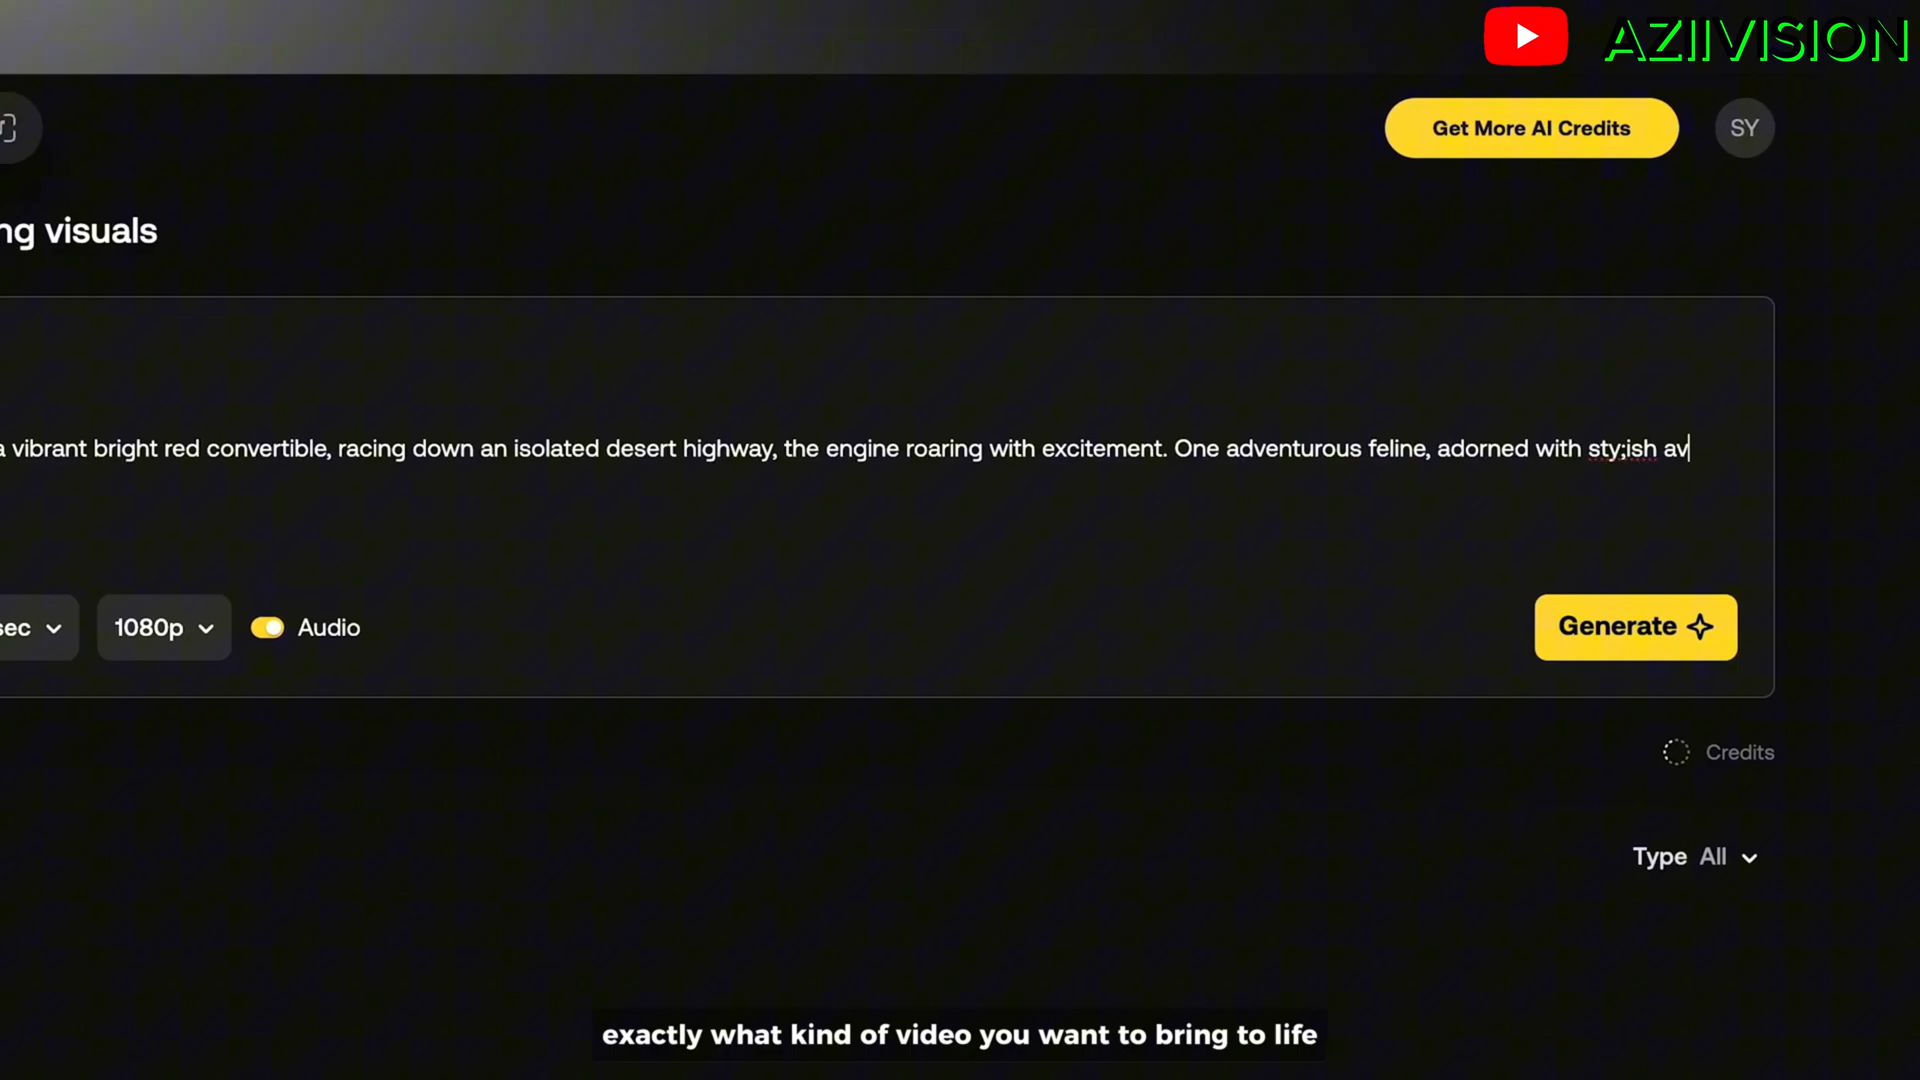 AZIIVISION
Get More AI Credits
SY
ng visuals
a vibrant bright red convertible, racing down an isolated desert highway, the engine roaring with excitement. One adventurous feline, adorned with sty;ish av
sec
1080p
Audio
Generate
Credits
Type All
exactly what kind of video you want to bring to life